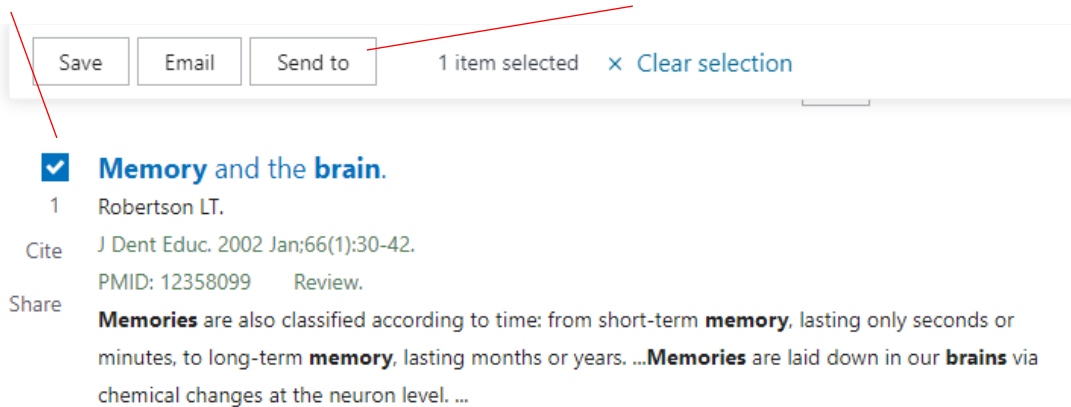 Save Email Send to 1 item selected × Clear selection
Memory and the brain.
1 Robertson LT.
Cite J Dent Educ. 2002 Jan;66(1):30-42.
PMID: 12358099 Review.
Share
Memories are also classified according to time: from short-term memory, lasting only seconds or
minutes, to long-term memory, lasting months or years. ...Memories are laid down in our brains via
chemical changes at the neuron level. ...